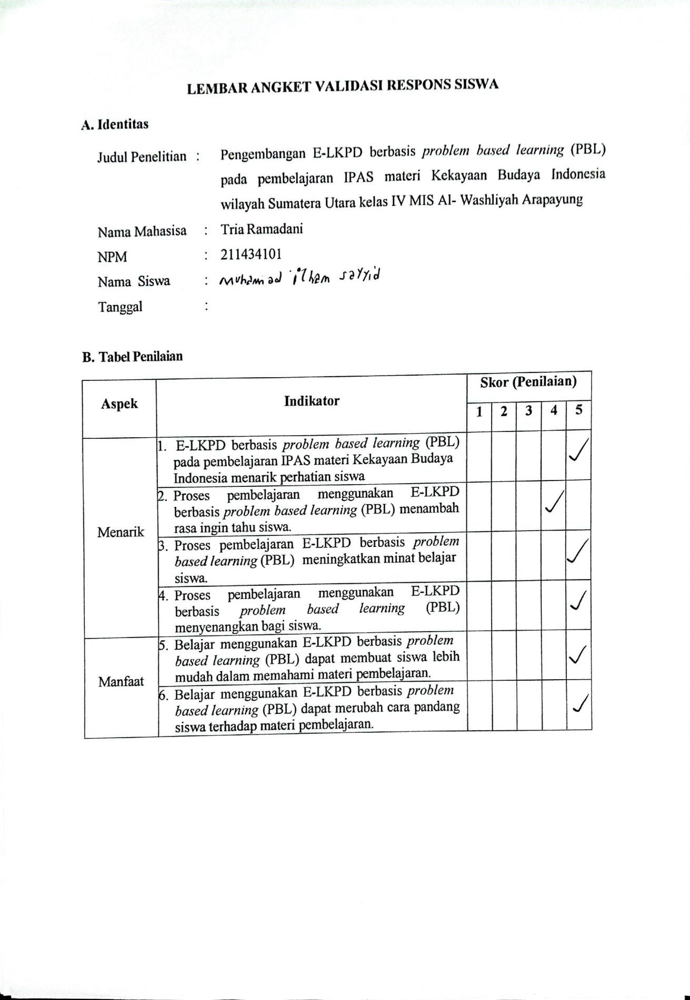 LEMBAR ANGKET VALIDASI RESPONS SISWA
A. Identitas
Judul Penelitian : Pengembangan E-LKPD berbasis problem based learning (PBL)
pada pembelajaran IPAS materi Kekayaan Budaya Indonesia
wilayah Sumatera Utara kelas IV MIS Al- Washliyah Arapayung
Nama Mahasisa : Tria Ramadani
NPM : 211434101
Nama Siswa : Muhamad ilham sayyid
Tanggal :
B. Tabel Penilaian
Aspek Indikator Skor (Penilaian)
1 2 3 4 5
Menarik
1. E-LKPD berbasis problem based learning (PBL)
pada pembelajaran IPAS materi Kekayaan Budaya
Indonesia menarik perhatian siswa ✓
2. Proses pembelajaran menggunakan E-LKPD
berbasis problem based learning (PBL) menambah
rasa ingin tahu siswa. ✓
3. Proses pembelajaran E-LKPD berbasis problem
based learning (PBL) meningkatkan minat belajar
siswa. ✓
4. Proses pembelajaran menggunakan E-LKPD
berbasis problem based learning (PBL)
menyenangkan bagi siswa. ✓
Manfaat
5. Belajar menggunakan E-LKPD berbasis problem
based learning (PBL) dapat membuat siswa lebih
mudah dalam memahami materi pembelajaran. ✓
6. Belajar menggunakan E-LKPD berbasis problem
based learning (PBL) dapat merubah cara pandang
siswa terhadap materi pembelajaran. ✓